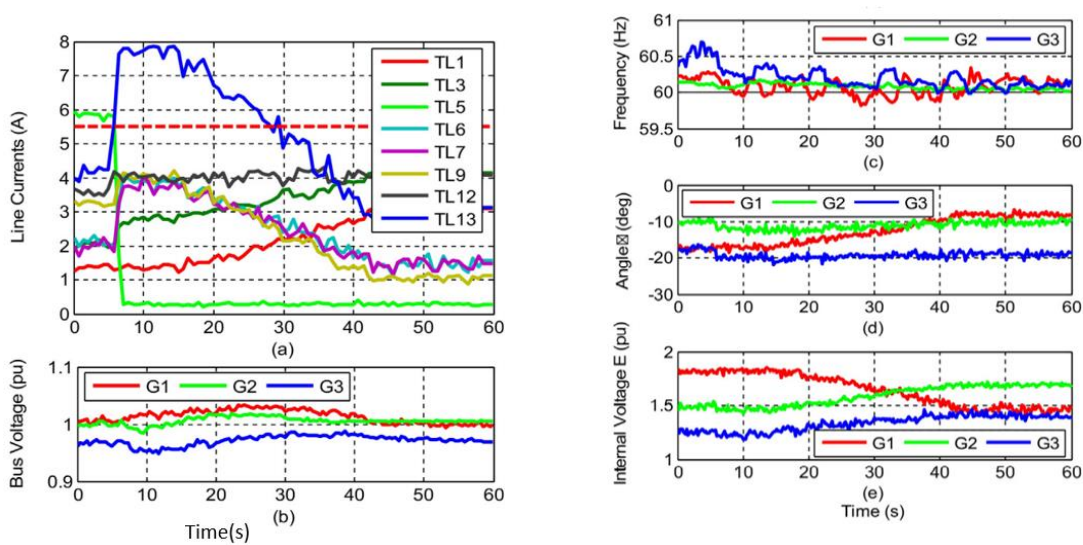 8
7
6
5
4
3
2
1
0
Line Currents (A)
TL1
TL3
TL5
TL6
TL7
TL9
TL12
TL13
0 10 20 30 40 50 60
(a)
1.1
1
0.9
Bus Voltage (pu)
G1 G2 G3
0 10 20 30 40 50 60
(b)
Time(s)
61
60.5
60
59.5
Frequency (Hz)
G1 G2 G3
0 10 20 30 40 50 60
(c)
0
-10
-20
-30
Angle (deg)
G1 G2 G3
0 10 20 30 40 50 60
(d)
2
1.5
1
Internal Voltage E (pu)
G1 G2 G3
0 10 20 30 40 50 60
Time (s)
(e)